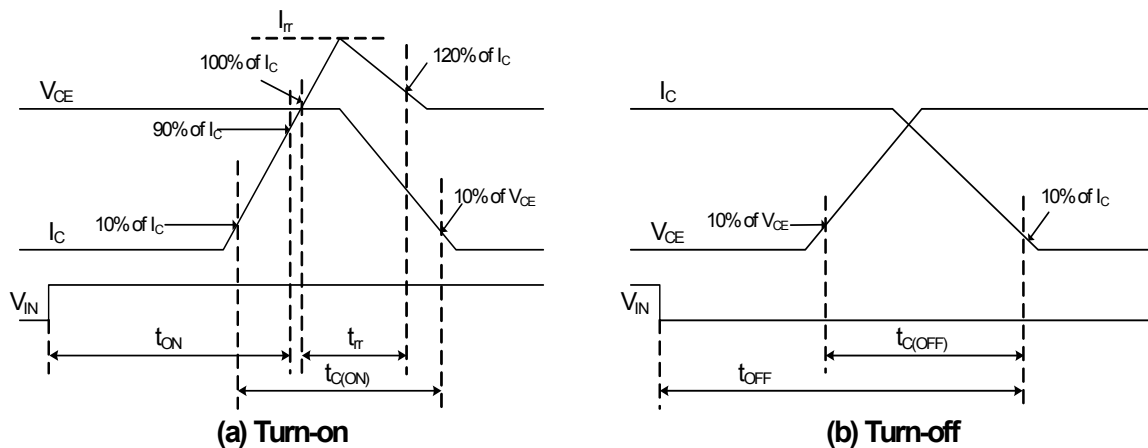 Irr
100% of IC
120% of IC
VCE
90% of IC
10% of IC
10% of VCE
IC
VIN
tON
trr
tC(ON)
(a) Turn-on
IC
10% of VCE
10% of IC
VCE
VIN
tC(OFF)
tOFF
(b) Turn-off